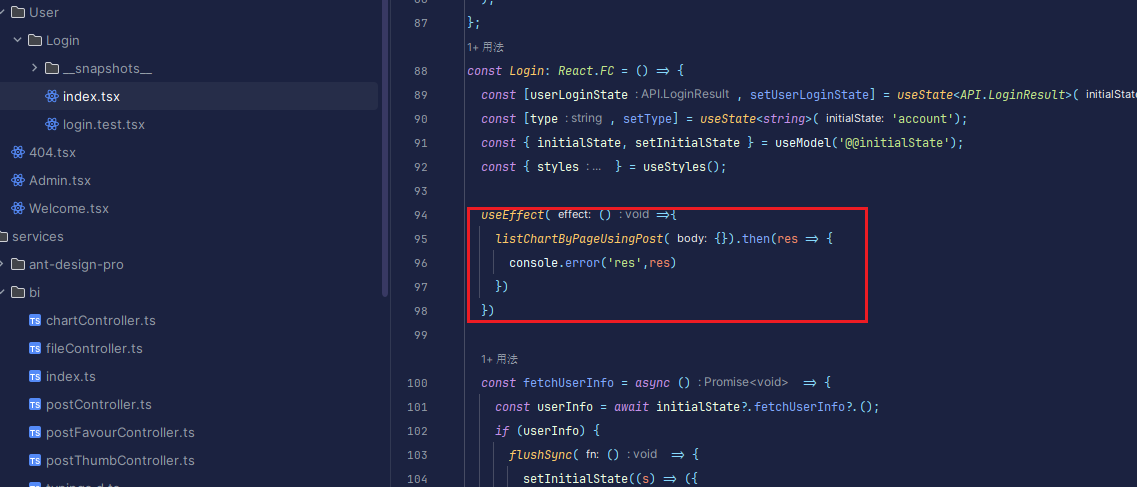 User
Login
__snapshots__
index.tsx
login.test.tsx
404.tsx
Admin.tsx
Welcome.tsx
services
ant-design-pro
bi
chartController.ts
fileController.ts
index.ts
postController.ts
postFavourController.ts
postThumbController.ts
typings.d.ts
86 );
87 };
1+ 用法
88 const Login: React.FC = () => {
89 const [userLoginState : API.LoginResult , setUserLoginState] = useState<API.LoginResult>( initialState
90 const [type : string , setType] = useState<string>( initialState: 'account');
91 const { initialState, setInitialState } = useModel('@@initialState');
92 const { styles : ... } = useStyles();
93
94 useEffect( effect: () : void =>{
95 listChartByPageUsingPost( body: {}).then(res => {
96 console.error('res',res)
97 })
98 })
99
1+ 用法
100 const fetchUserInfo = async () : Promise<void> => {
101 const userInfo = await initialState?.fetchUserInfo?.();
102 if (userInfo) {
103 flushSync( fn: () : void => {
104 setInitialState((s) => ({